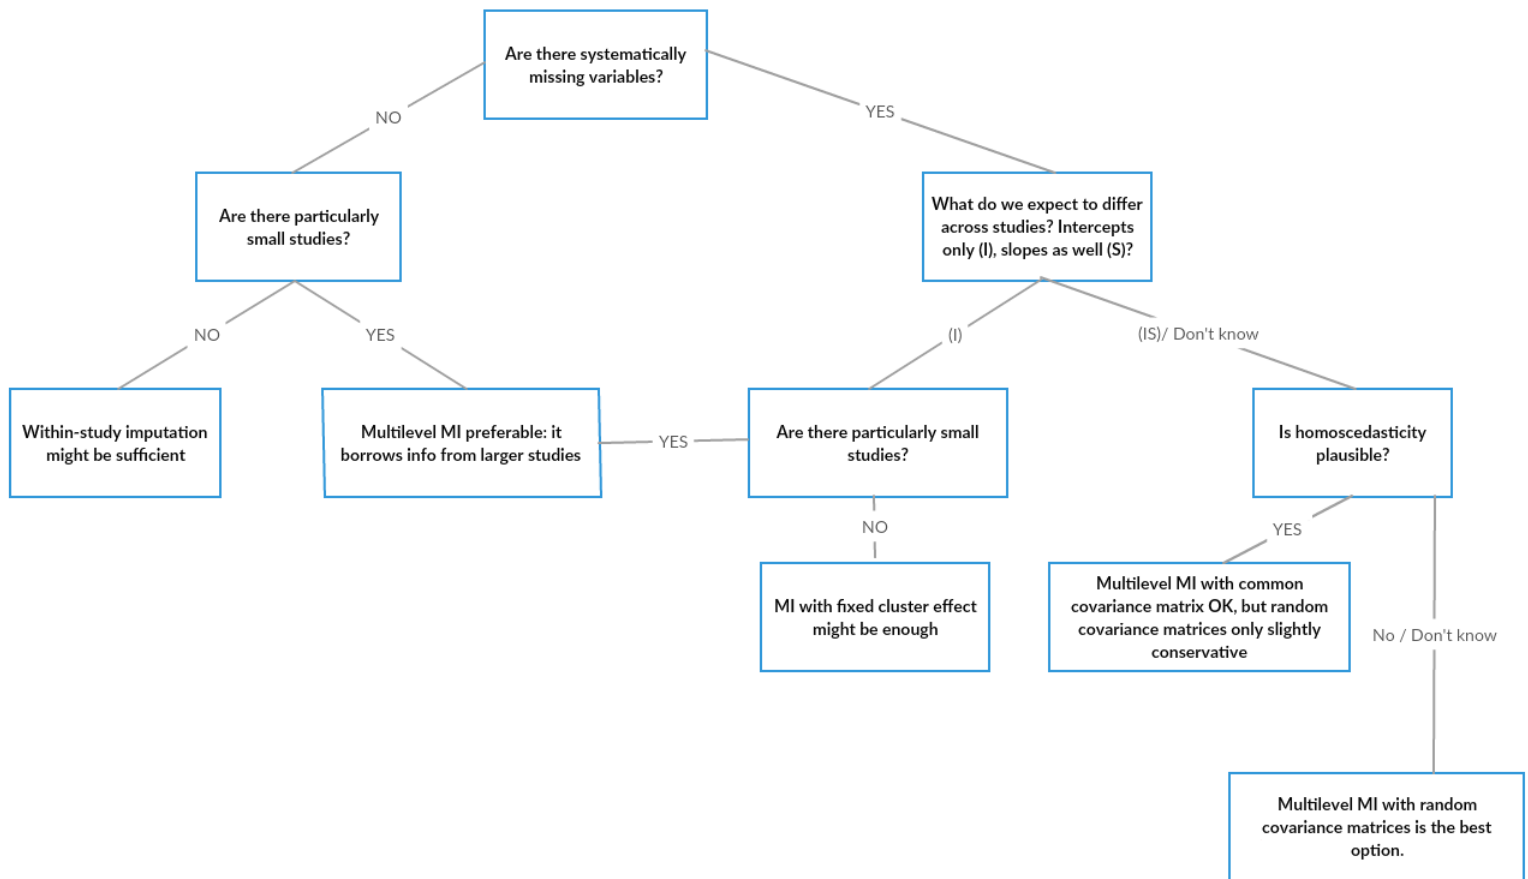 Are there systematically
missing variables?
NO
YES
Are there particularly
small studies?
What do we expect to differ
across studies? Intercepts
only (I), slopes as well (S)?
NO
YES
(I)
(IS)/ Don't know
Within-study imputation
might be sufficient
Multilevel MI preferable: it
borrows info from larger studies
YES
Are there particularly small
studies?
Is homoscedasticity
plausible?
NO
YES
MI with fixed cluster effect
might be enough
Multilevel MI with common
covariance matrix OK, but random
covariance matrices only slightly
conservative
No / Don't know
Multilevel MI with random
covariance matrices is the best
option.